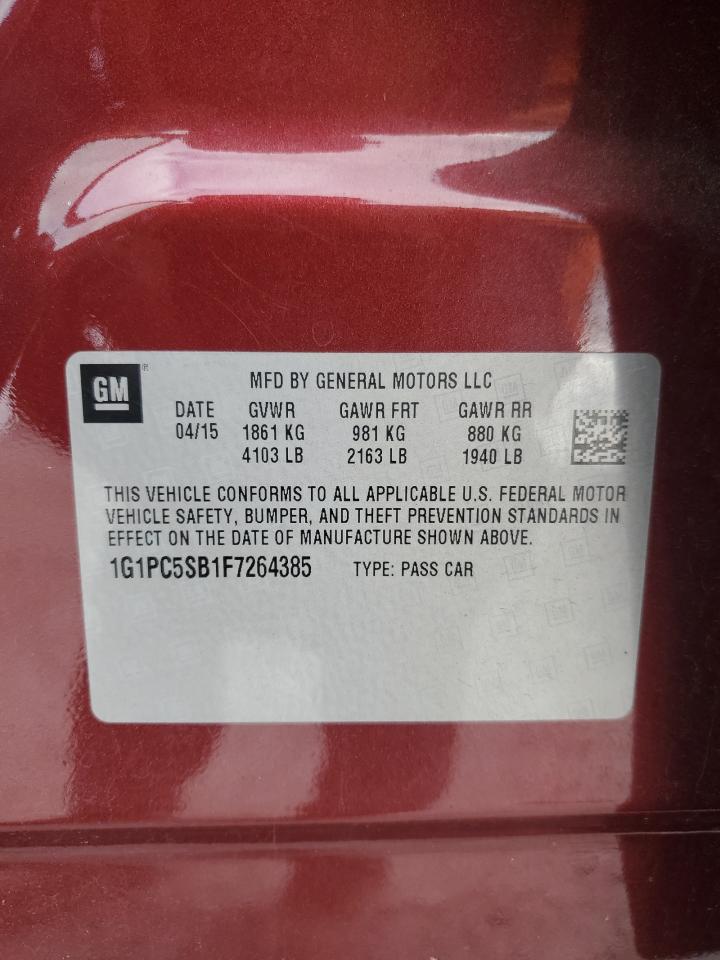 GM®
MFD BY GENERAL MOTORS LLC
DATE GVWR GAWR FRT GAWR RR
04/15 1861 KG 981 KG 880 KG
4103 LB 2163 LB 1940 LB
THIS VEHICLE CONFORMS TO ALL APPLICABLE U.S. FEDERAL MOTOR
VEHICLE SAFETY, BUMPER, AND THEFT PREVENTION STANDARDS IN
EFFECT ON THE DATE OF MANUFACTURE SHOWN ABOVE.
1G1PC5SB1F7264385 TYPE: PASS CAR